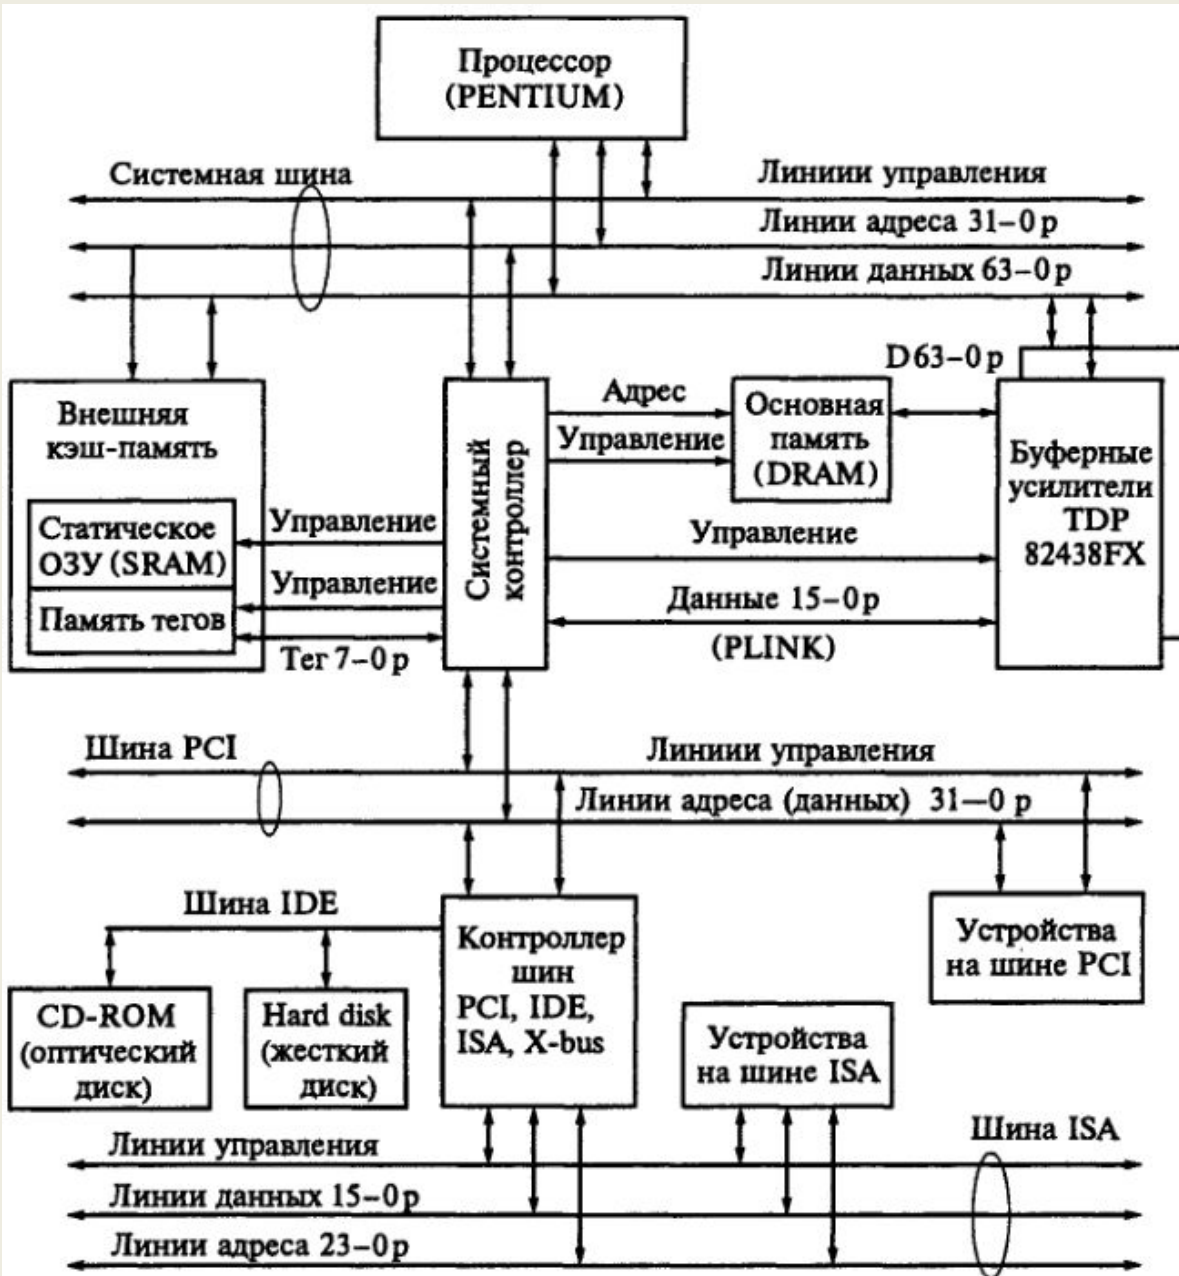 Процессор
(PENTIUM)
Системная шина
Линиии управления
Линии адреса 31–0 р
Линии данных 63–0 р
D63–0 р
Внешняя
кэш-память
Статическое
ОЗУ (SRAM)
Память тегов
Управление
Управление
Тег 7–0 р
Системный
контроллер
Адрес
Управление
Основная
память
(DRAM)
Управление
Данные 15–0 р
(PLINK)
Буферные
усилители
TDP
82438FX
Шина PCI
Линиии управления
Линии адреса (данных) 31—0 р
Шина IDE
CD-ROM
(оптический
диск)
Hard disk
(жесткий
диск)
Контроллер
шин
PCI, IDE,
ISA, X-bus
Устройства
на шине ISA
Устройства
на шине PCI
Шина ISA
Линии управления
Линии данных 15–0 р
Линии адреса 23–0 р